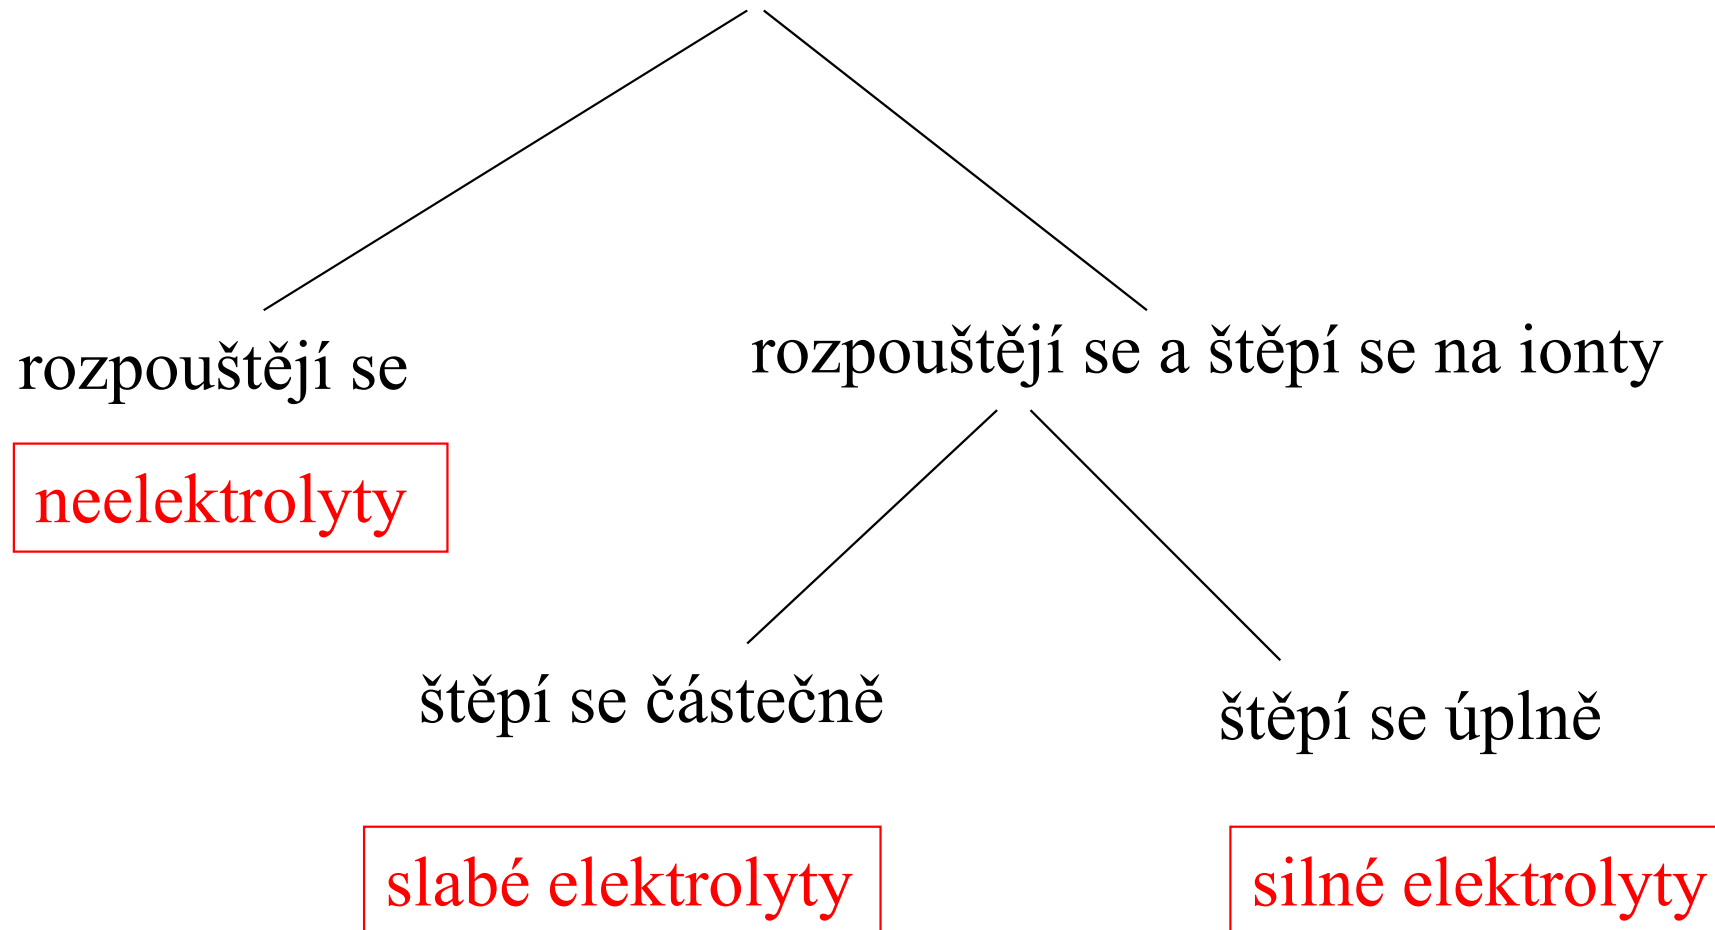 rozpouštějí se
rozpouštějí se a štěpí se na ionty
neelektrolyty
štěpí se částečně
štěpí se úplně
slabé elektrolyty
silné elektrolyty